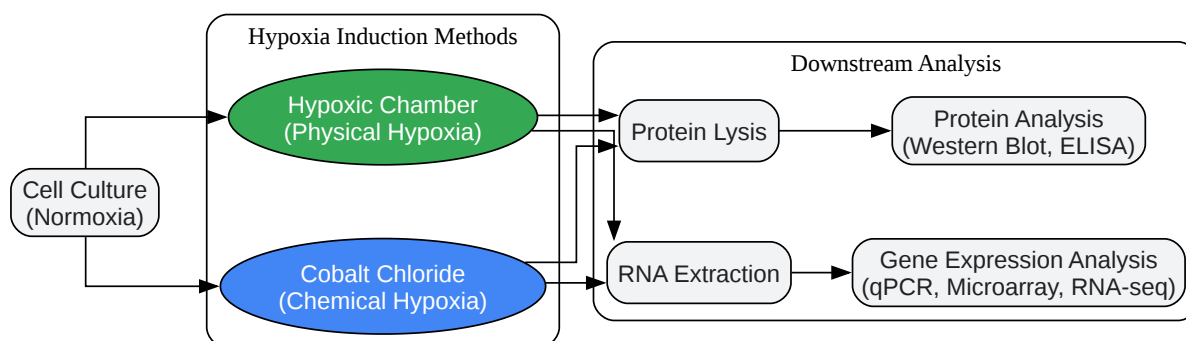 Hypoxia Induction Methods
Downstream Analysis
Hypoxic Chamber
(Physical Hypoxia)
Protein Lysis
Protein Analysis
(Western Blot, ELISA)
Cell Culture
(Normoxia)
Cobalt Chloride
(Chemical Hypoxia)
RNA Extraction
Gene Expression Analysis
(qPCR, Microarray, RNA-seq)